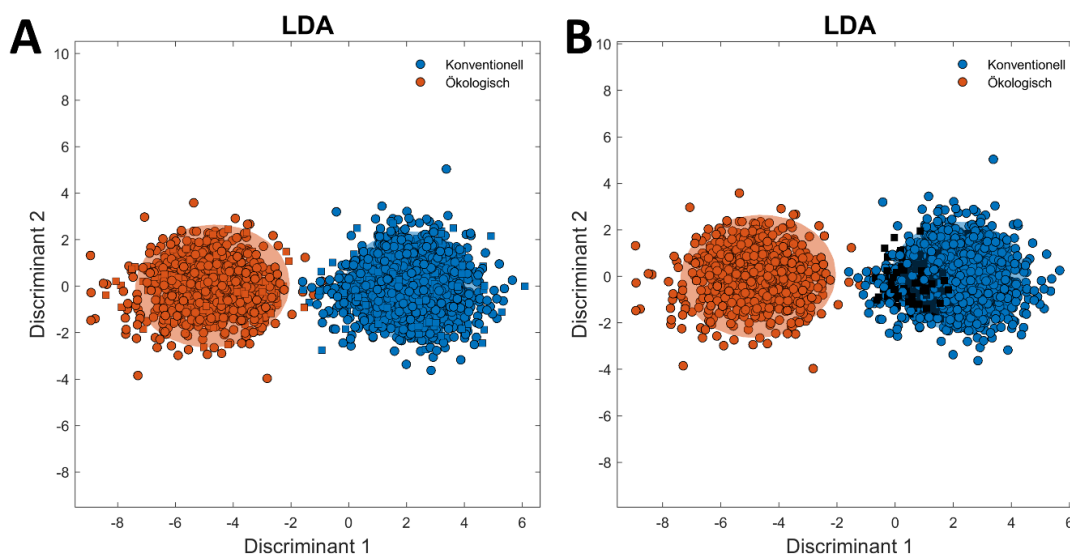 A
LDA
Konventionell
Ökologisch
10
8
6
4
2
0
-2
-4
-6
-8
Discriminant 2
-8 -6 -4 -2 0 2 4 6
Discriminant 1
B
LDA
Konventionell
Ökologisch
10
8
6
4
2
0
-2
-4
-6
-8
Discriminant 2
-8 -6 -4 -2 0 2 4 6
Discriminant 1